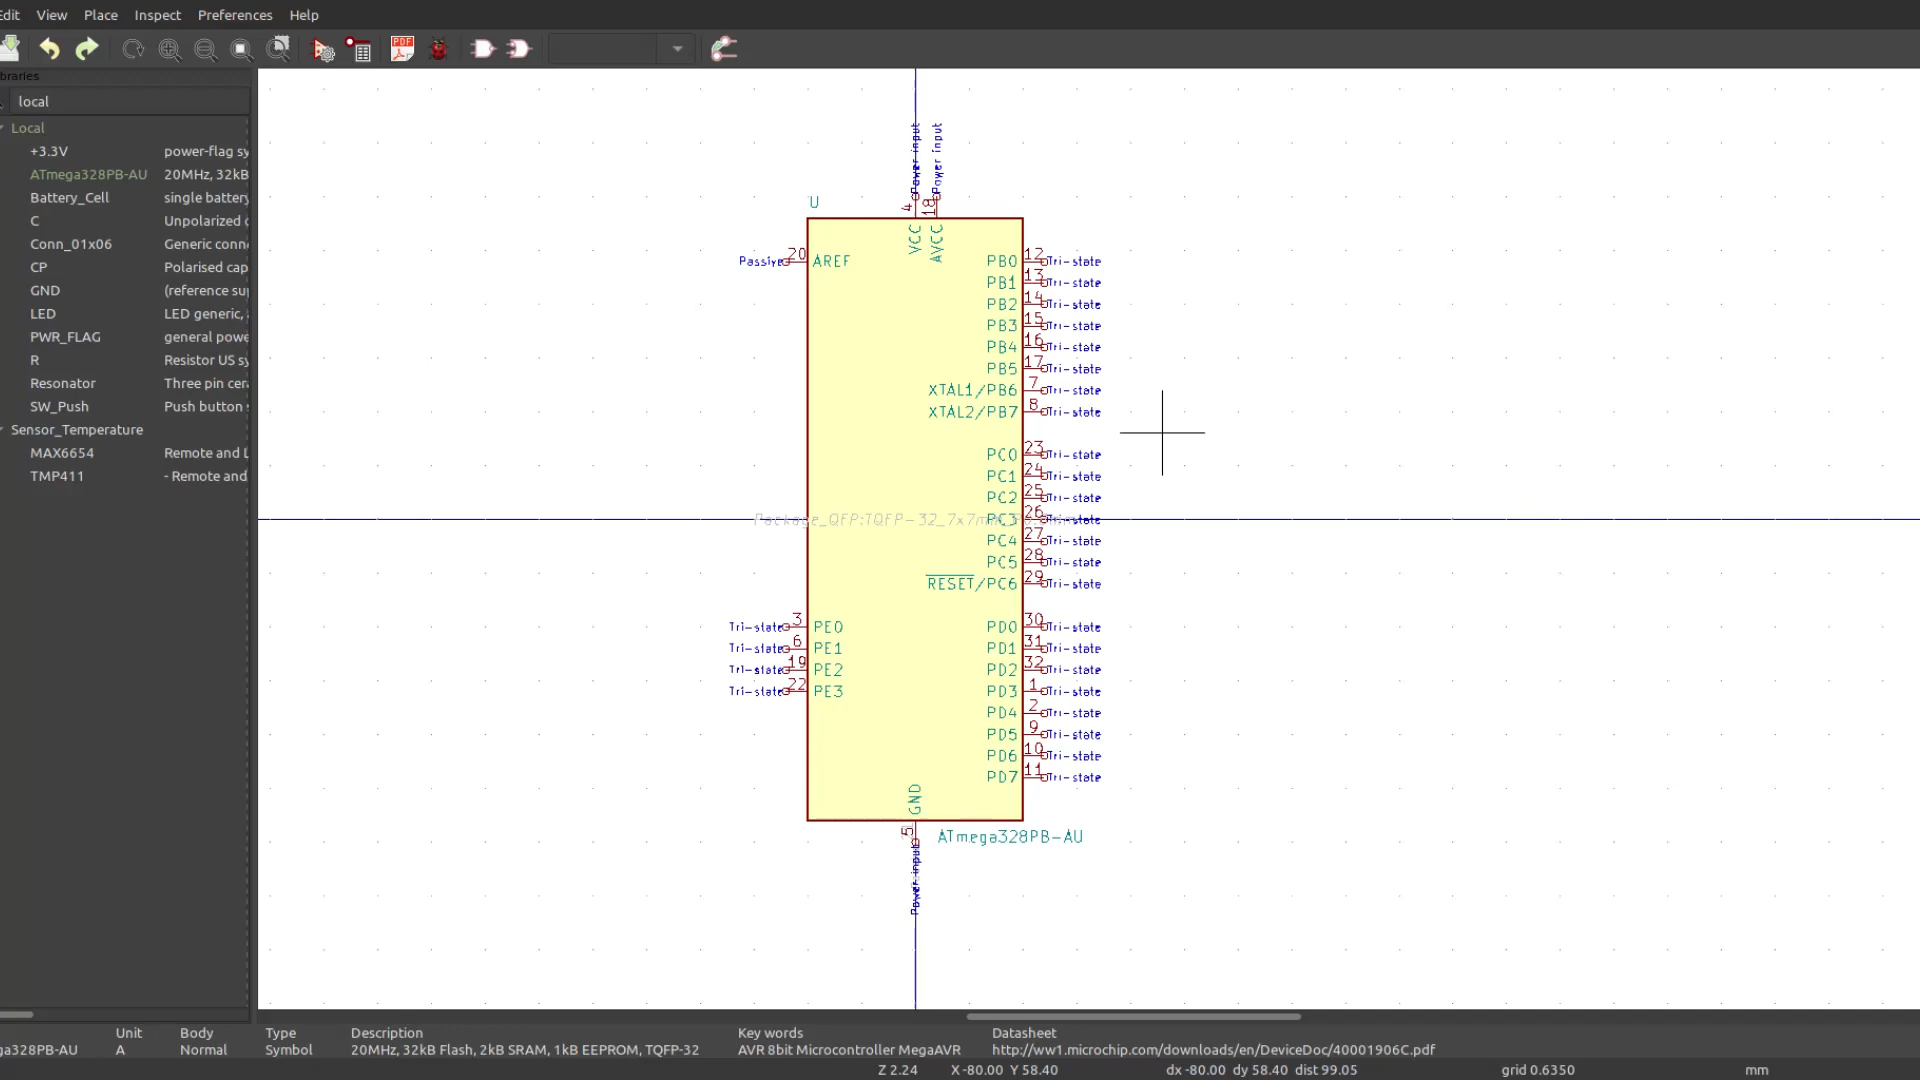 Edit View Place Inspect Preferences Help
PDF
braries
local
Local
+3.3V power-flag sy
ATmega328PB-AU 20MHz, 32kB
Battery_Cell single battery
C Unpolarized c
Conn_01x06 Generic conne
CP Polarised cap
GND (reference sup
LED LED generic,
PWR_FLAG general powe
R Resistor US sy
Resonator Three pin cera
SW_Push Push button s
Sensor_Temperature
MAX6654 Remote and L
TMP411 - Remote and
Power input Power input
U
4 18
VCC AVCC
Passive 20 AREF
PB0 12 Tri-state
PB1 13 Tri-state
PB2 14 Tri-state
PB3 15 Tri-state
PB4 16 Tri-state
PB5 17 Tri-state
XTAL1/PB6 7 Tri-state
XTAL2/PB7 8 Tri-state
PC0 23 Tri-state
PC1 24 Tri-state
PC2 25 Tri-state
Package_QFP:TQFP-32_7x7m PC3 26 Tri-state
PC4 27 Tri-state
PC5 28 Tri-state
RESET/PC6 29 Tri-state
Tri-state 3 PE0 PD0 30 Tri-state
Tri-state 6 PE1 PD1 31 Tri-state
Tri-state 19 PE2 PD2 32 Tri-state
Tri-state 22 PE3 PD3 1 Tri-state
PD4 2 Tri-state
PD5 9 Tri-state
PD6 10 Tri-state
PD7 11 Tri-state
GND
5 ATmega328PB-AU
Power input
Unit Body Type Description Key words Datasheet
ga328PB-AU A Normal Symbol 20MHz, 32kB Flash, 2kB SRAM, 1kB EEPROM, TQFP-32 AVR 8bit Microcontroller MegaAVR http://ww1.microchip.com/downloads/en/DeviceDoc/40001906C.pdf
Z 2.24 X -80.00 Y 58.40 dx -80.00 dy 58.40 dist 99.05 grid 0.6350 mm